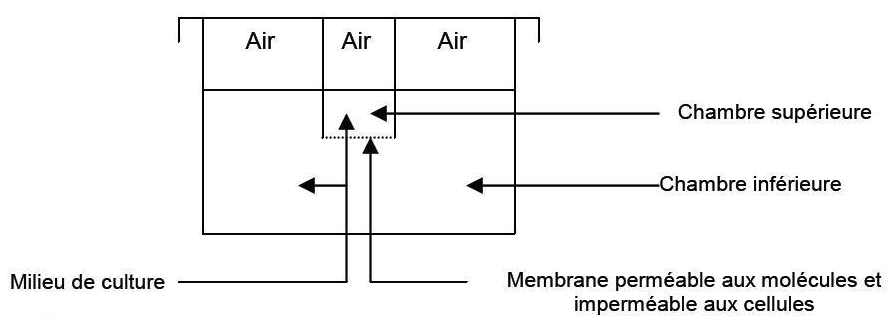 Air Air Air
Chambre supérieure
Chambre inférieure
Milieu de culture
Membrane perméable aux molécules et
imperméable aux cellules